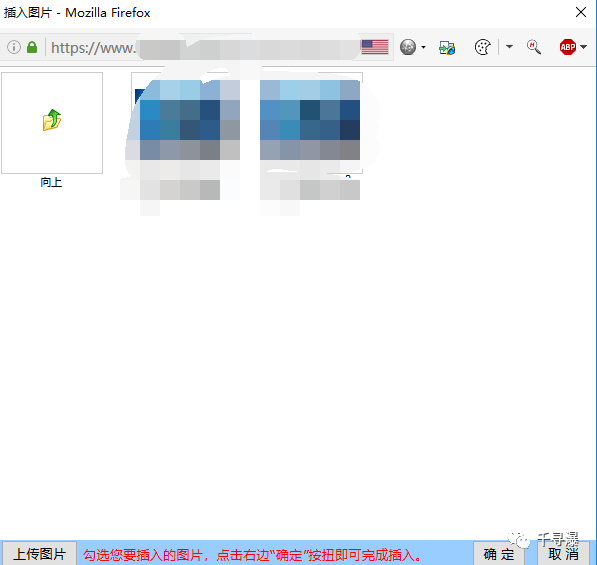 插入图片 - Mozilla Firefox
https://www.
ABP
向上
上传图片
勾选您要插入的图片，点击右边“确定”按扭即可完成插入。
确 定
取 消
千寻瀑